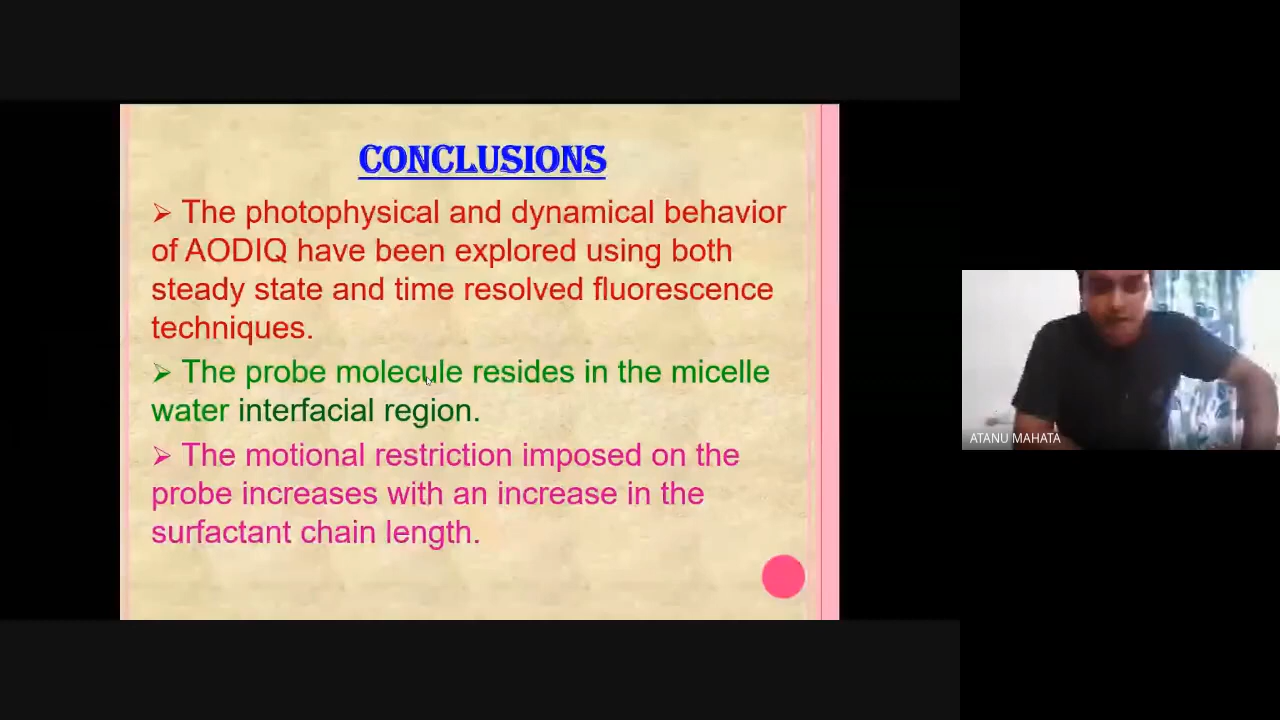 CONCLUSIONS
➢ The photophysical and dynamical behavior
of AODIQ have been explored using both
steady state and time resolved fluorescence
techniques.
➢ The probe molecule resides in the micelle
water interfacial region.
➢ The motional restriction imposed on the
probe increases with an increase in the
surfactant chain length.
ATANU MAHATA